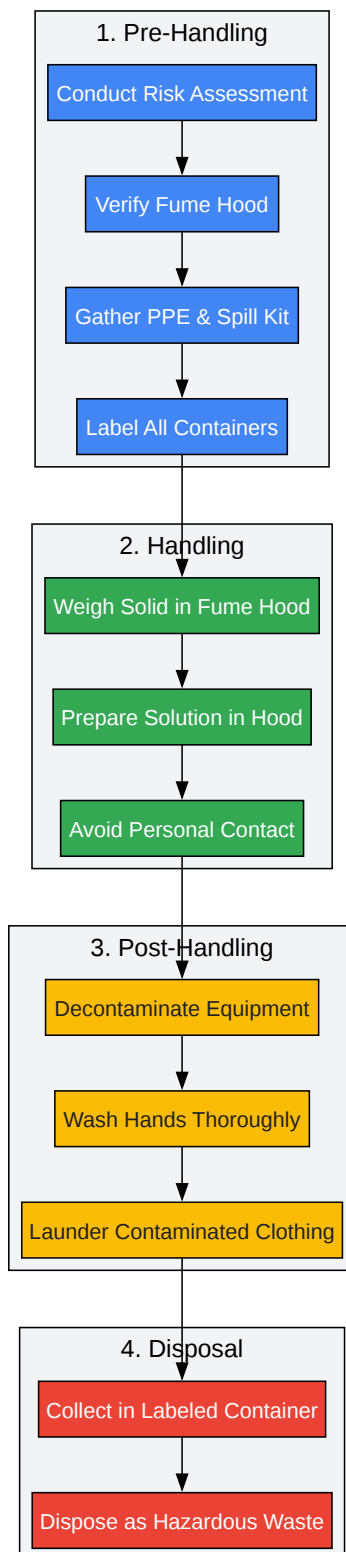 1. Pre-Handling
Conduct Risk Assessment
Verify Fume Hood
Gather PPE & Spill Kit
Label All Containers
2. Handling
Weigh Solid in Fume Hood
Prepare Solution in Hood
Avoid Personal Contact
3. Post-Handling
Decontaminate Equipment
Wash Hands Thoroughly
Launder Contaminated Clothing
4. Disposal
Collect in Labeled Container
Dispose as Hazardous Waste